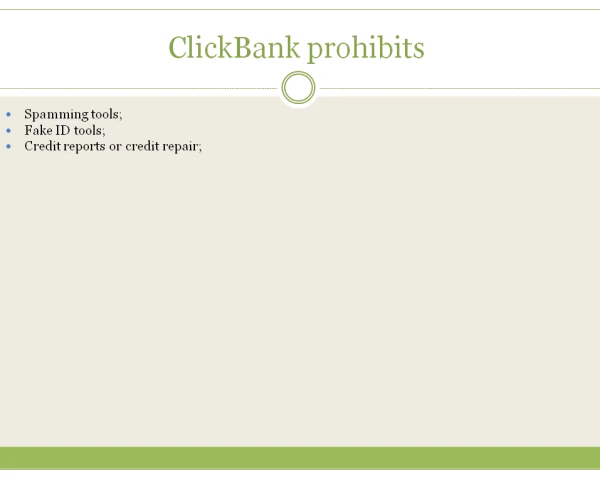 ClickBank prohibits
Spamming tools;
Fake ID tools;
Credit reports or credit repair;